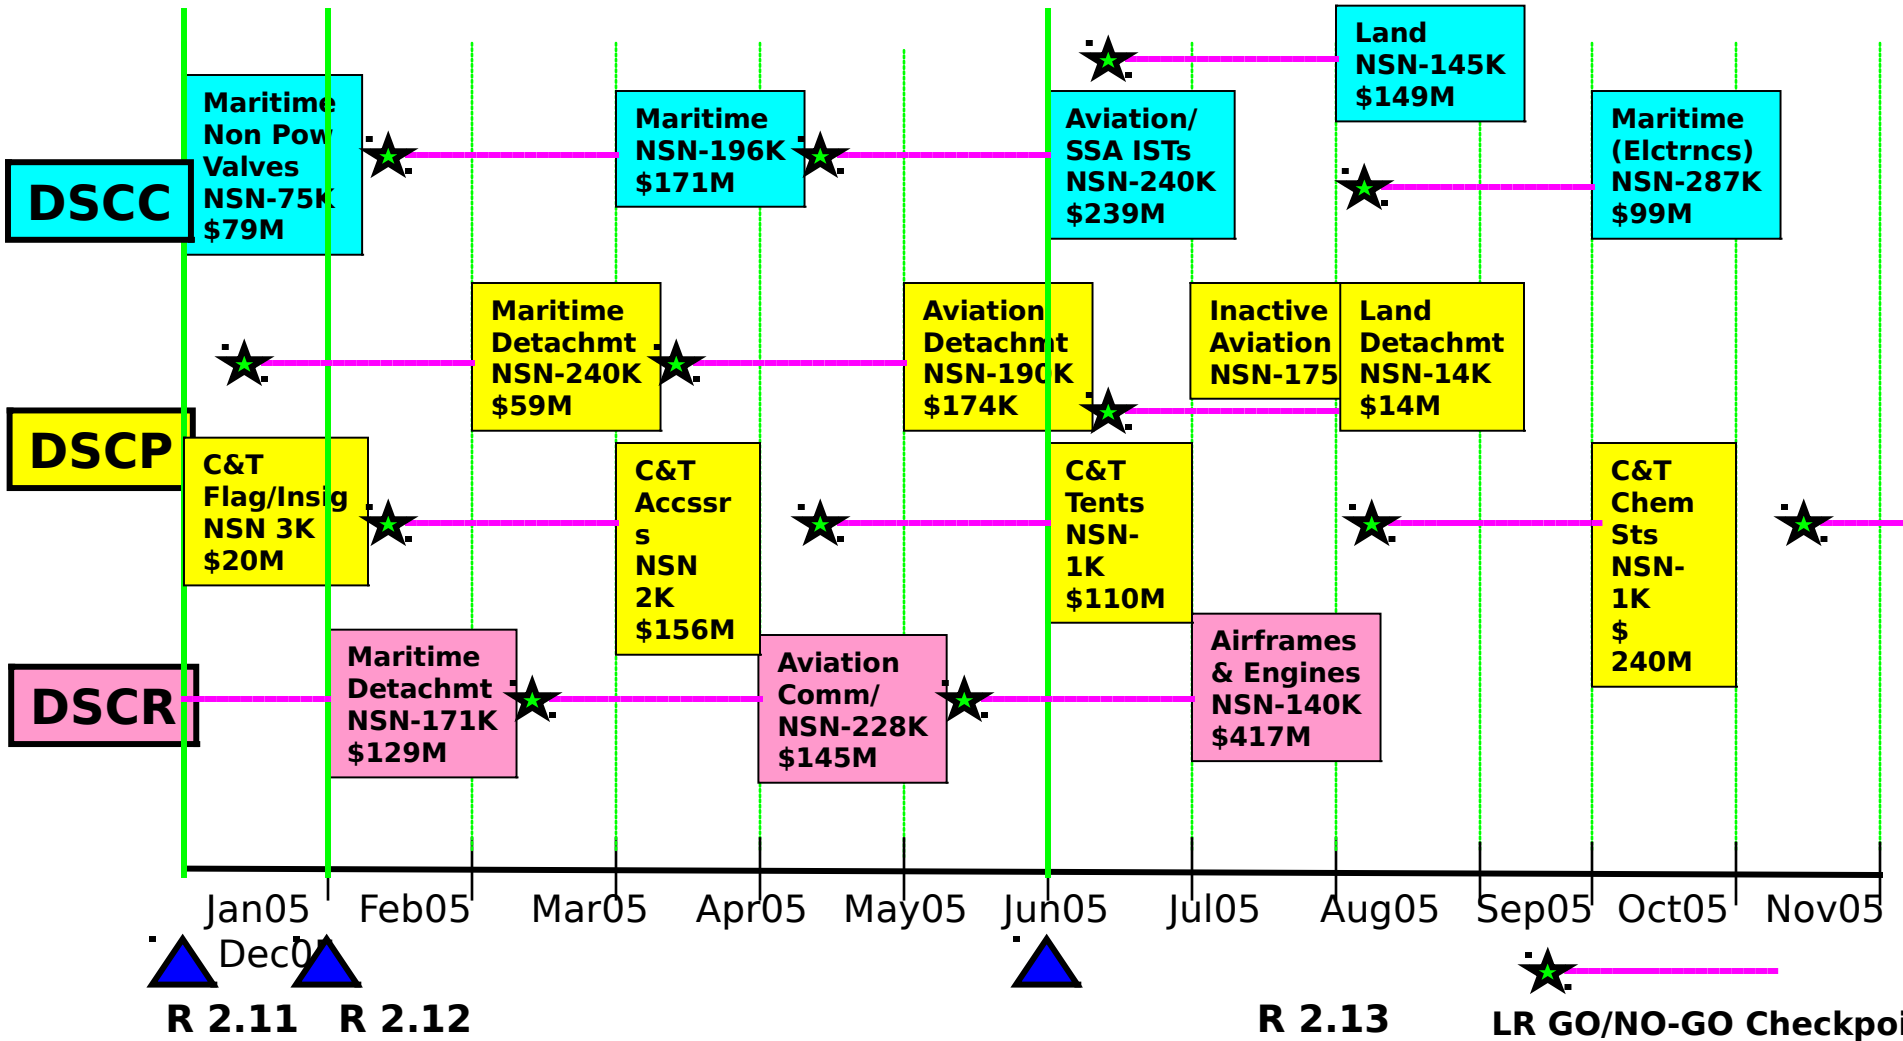 Land
NSN-145K
$149M
Maritime
Non Pow
Valves
NSN-75K
$79M
Maritime
NSN-196K
$171M
Aviation/
SSA ISTs
NSN-240K
$239M
Maritime
(Elctrncs)
NSN-287K
$99M
DSCC
Maritime
Detachmt
NSN-240K
$59M
Aviation
Detachmt
NSN-190K
$174K
Inactive
Aviation
NSN-175
Land
Detachmt
NSN-14K
$14M
DSCP
C&T
Flag/Insig
NSN 3K
$20M
C&T
Accssr
s
NSN
2K
$156M
C&T
Tents
NSN-
1K
$110M
C&T
Chem
Sts
NSN-
1K
$
240M
DSCR
Maritime
Detachmt
NSN-171K
$129M
Aviation
Comm/
NSN-228K
$145M
Airframes
& Engines
NSN-140K
$417M
Jan05 Feb05 Mar05 Apr05 May05 Jun05 Jul05 Aug05 Sep05 Oct05 Nov05
R 2.11 R 2.12 R 2.13
LR GO/NO-GO